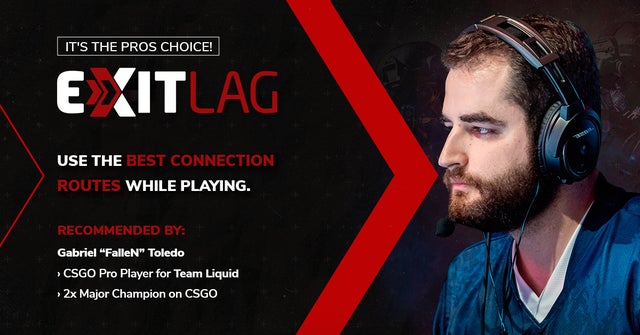 IT'S THE PROS CHOICE!
EXITLAG
USE THE BEST CONNECTION
ROUTES WHILE PLAYING.
RECOMMENDED BY:
Gabriel “FalleN” Toledo
› CSGO Pro Player for Team Liquid
› 2x Major Champion on CSGO